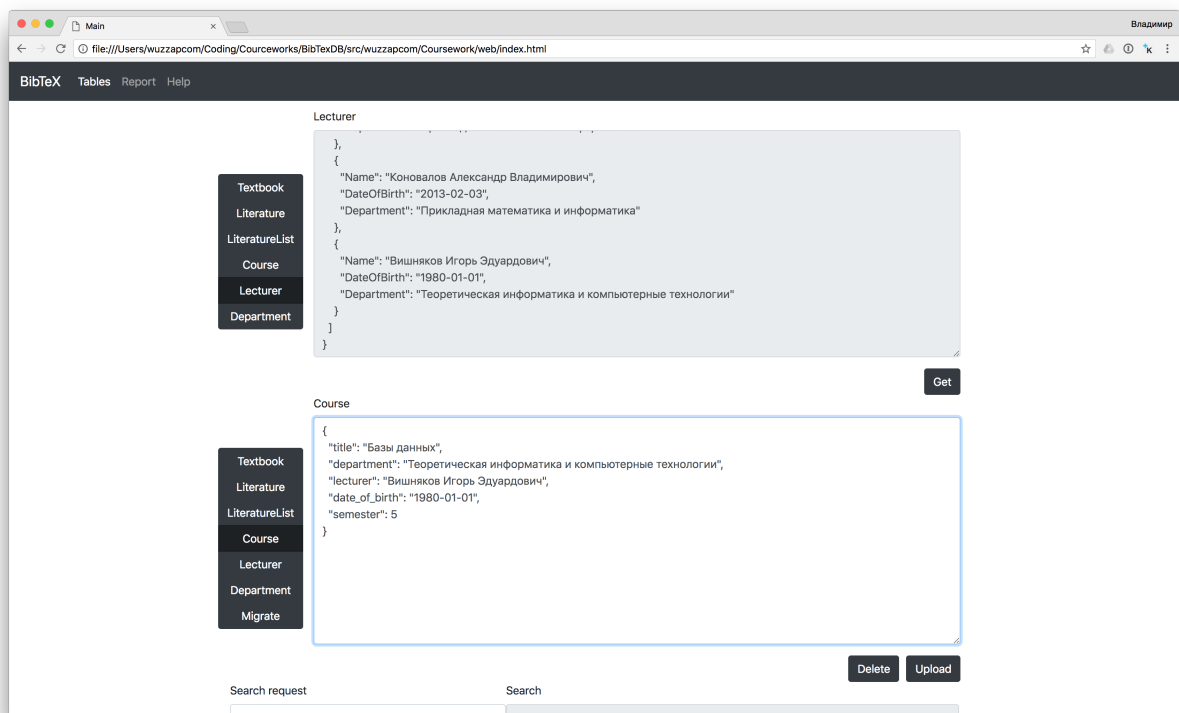 Main
Владимир
file:///Users/wuzzapcom/Coding/Courceworks/BibTexDB/src/wuzzapcom/Coursework/web/index.html
BibTeX Tables Report Help
Lecturer
},
{
"Name": "Коновалов Александр Владимирович",
"DateOfBirth": "2013-02-03",
"Department": "Прикладная математика и информатика"
},
{
"Name": "Вишняков Игорь Эдуардович",
"DateOfBirth": "1980-01-01",
"Department": "Теоретическая информатика и компьютерные технологии"
}
]
}
Textbook
Literature
LiteratureList
Course
Lecturer
Department
Get
Course
{
"title": "Базы данных",
"department": "Теоретическая информатика и компьютерные технологии",
"lecturer": "Вишняков Игорь Эдуардович",
"date_of_birth": "1980-01-01",
"semester": 5
}
Textbook
Literature
LiteratureList
Course
Lecturer
Department
Migrate
Delete Upload
Search request Search